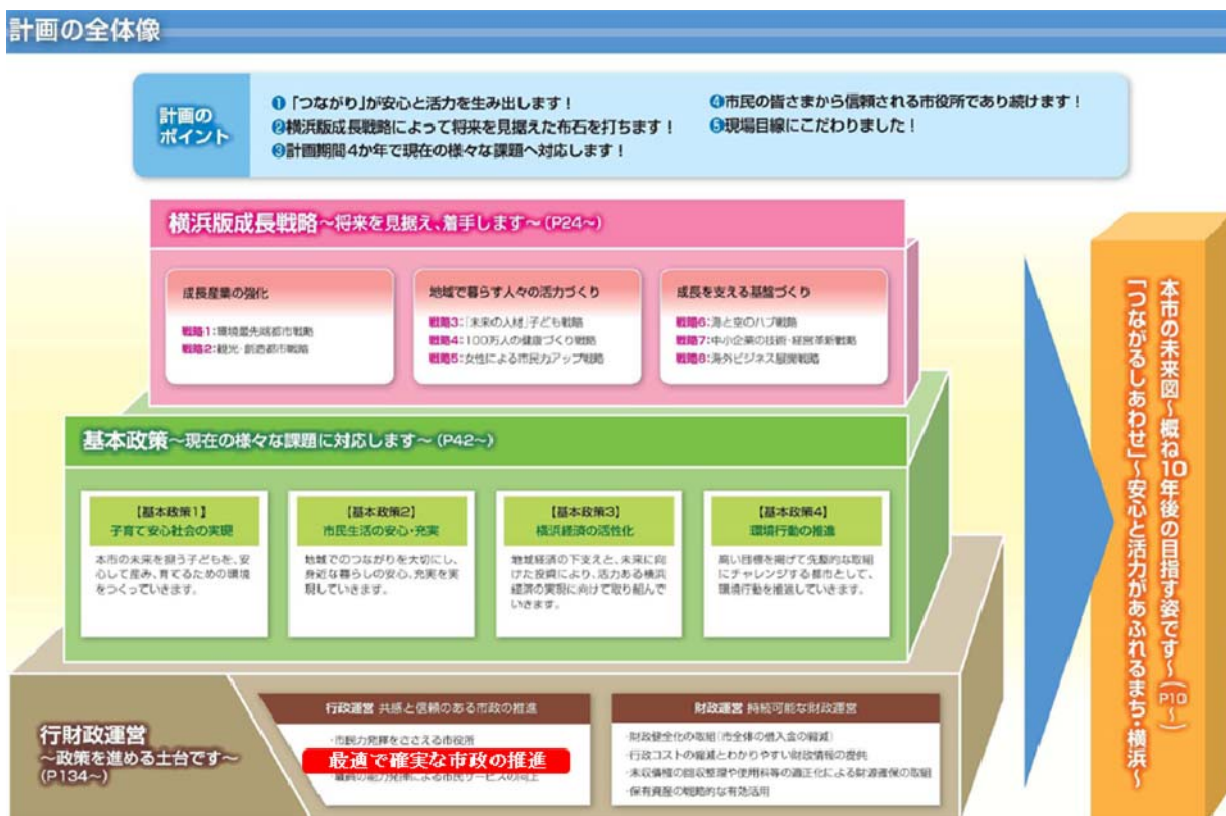 計画の全体像
計画の
ポイント
❶「つながり」が安心と活力を生み出します！
❷横浜版成長戦略によって将来を見据えた布石を打ちます！
❸計画期間4か年で現在の様々な課題へ対応します！
❹市民の皆さまから信頼される市役所であり続けます！
❺現場目線にこだわりました！
横浜版成長戦略～将来を見据え、着手します～(P24～)
成長産業の強化
戦略1：環境最先端都市戦略
戦略2：観光・創造都市戦略
地域で暮らす人々の活力づくり
戦略3：「未来の人材」子ども戦略
戦略4：100万人の健康づくり戦略
戦略5：女性による市民力アップ戦略
成長を支える基盤づくり
戦略6：海と空のハブ戦略
戦略7：中小企業の技術・経営革新戦略
戦略8：海外ビジネス展開戦略
基本政策～現在の様々な課題に対応します～(P42～)
【基本政策1】
子育て安心社会の実現
本市の未来を担う子どもを、安
心して産み、育てるための環境
をつくっていきます。
【基本政策2】
市民生活の安心・充実
地域でのつながりを大切にし、
身近な暮らしの安心、充実を実
現していきます。
【基本政策3】
横浜経済の活性化
地域経済の下支えと、未来に向
けた投資により、活力ある横浜
経済の実現に向けて取り組んで
いきます。
【基本政策4】
環境行動の推進
高い目標を掲げて先駆的な取組
にチャレンジする都市として、
環境行動を推進していきます。
行財政運営
～政策を進める土台です～
(P134～)
行政運営 共感と信頼のある市政の推進
・市民力発揮をささえる市役所
最適で確実な市政の推進
・職員の能力発揮による市民サービスの向上
財政運営 持続可能な財政運営
・財政健全化の取組(市全体の借入金の縮減)
・行政コストの縮減とわかりやすい財政情報の提供
・未収債権の回収整理や使用料等の適正化による財源確保の取組
・保有資産の戦略的な有効活用
本市の未来図～概ね10年後の目指す姿です～(P10～)
「つながるしあわせ」～安心と活力があふれるまち・横浜～